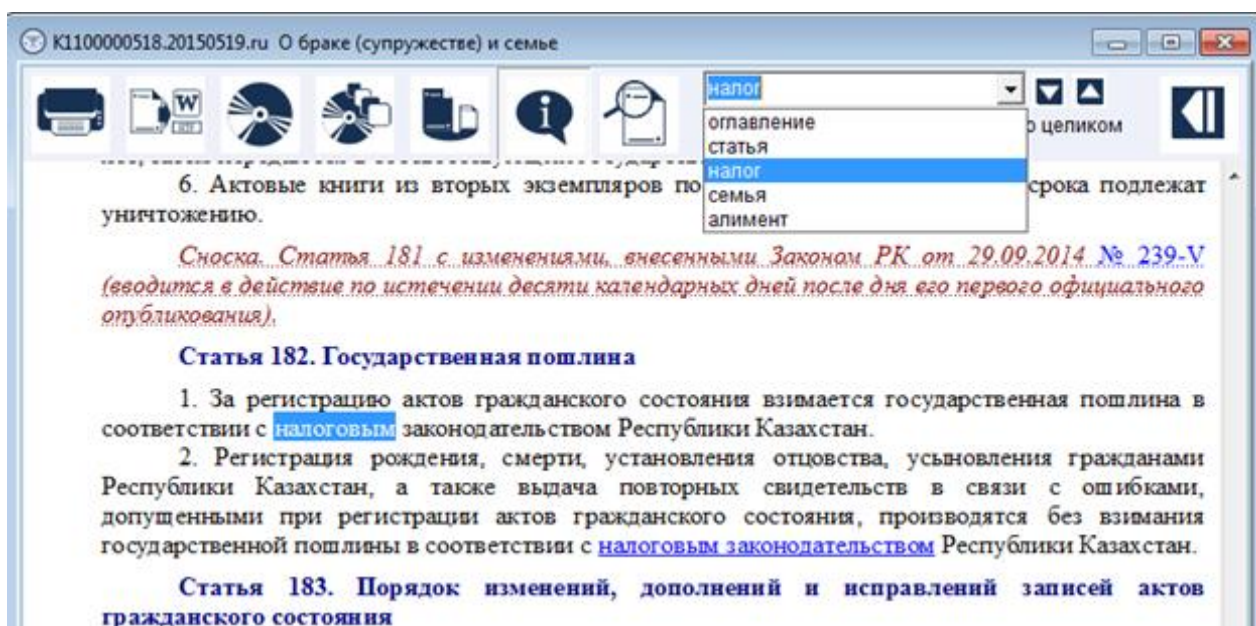 K1100000518.20150519.ru О браке (супружестве) и семье
W
налог
оглавление
о целиком
статья
налог
6. Актовые книги из вторых экземпляров по срока подлежат
семья
уничтожению.
алимент
Сноска. Статья 181 с изменениями, внесенными Законом РК от 29.09.2014 № 239-V
(вводится в действие по истечении десяти календарных дней после дня его первого официального
опубликования).
Статья 182. Государственная пошлина
1. За регистрацию актов гражданского состояния взимается государственная пошлина в
соответствии с налоговым законодательством Республики Казахстан.
2. Регистрация рождения, смерти, установления отцовства, усыновления гражданами
Республики Казахстан, а также выдача повторных свидетельств в связи с ошибками,
допущенными при регистрации актов гражданского состояния, производятся без взимания
государственной пошлины в соответствии с налоговым законодательством Республики Казахстан.
Статья 183. Порядок изменений, дополнений и исправлений записей актов
гражданского состояния